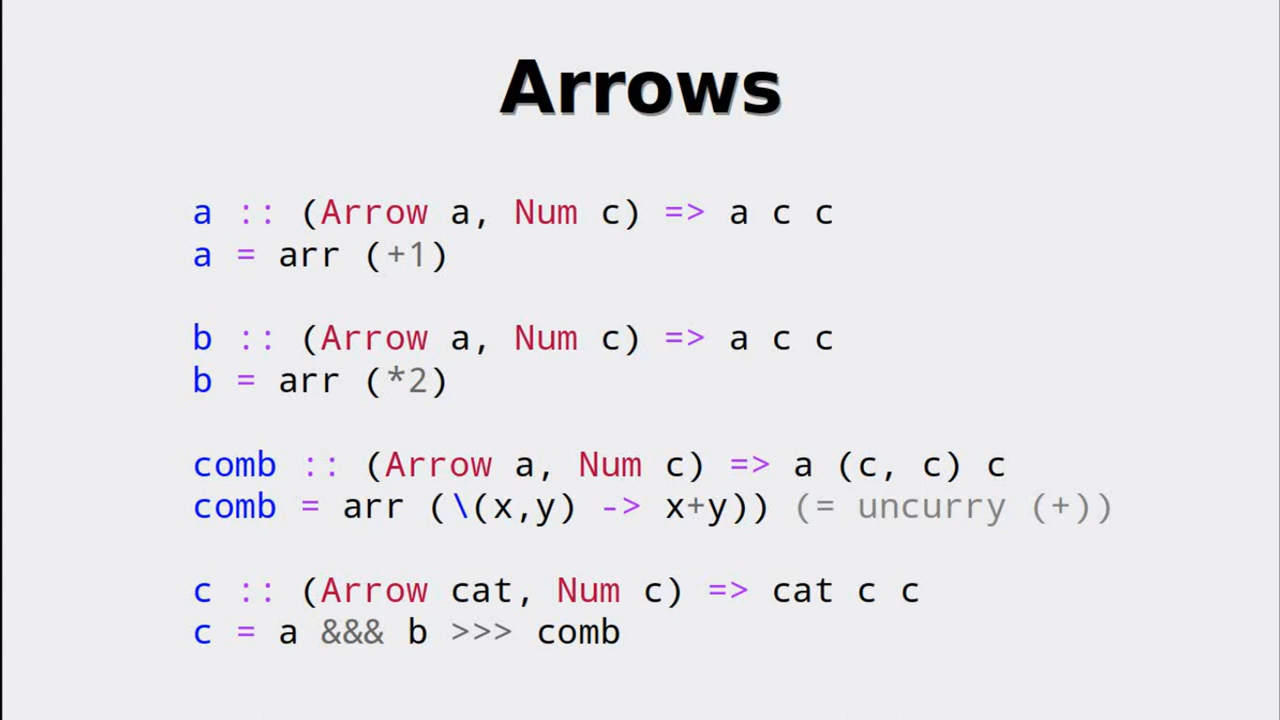 Arrows
a :: (Arrow a, Num c) => a c c
a = arr (+1)
b :: (Arrow a, Num c) => a c c
b = arr (*2)
comb :: (Arrow a, Num c) => a (c, c) c
comb = arr (\(x,y) -> x+y)) (= uncurry (+))
c :: (Arrow cat, Num c) => cat c c
c = a &&& b >>> comb